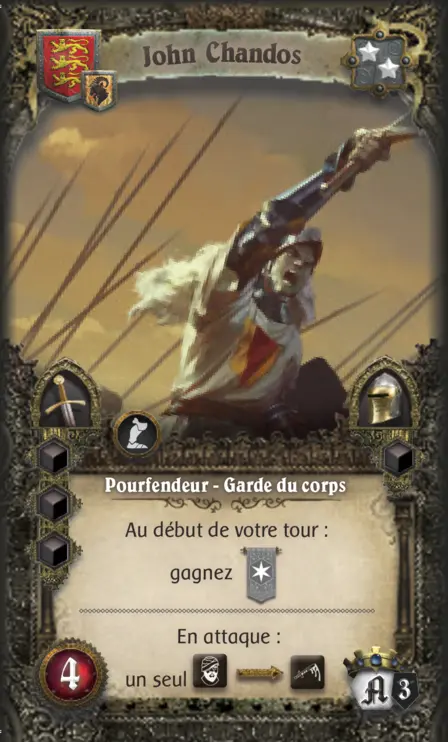 John Chandos
Pourfendeur - Garde du corps
Au début de votre tour :
gagnez
En attaque :
un seul
4
A 3